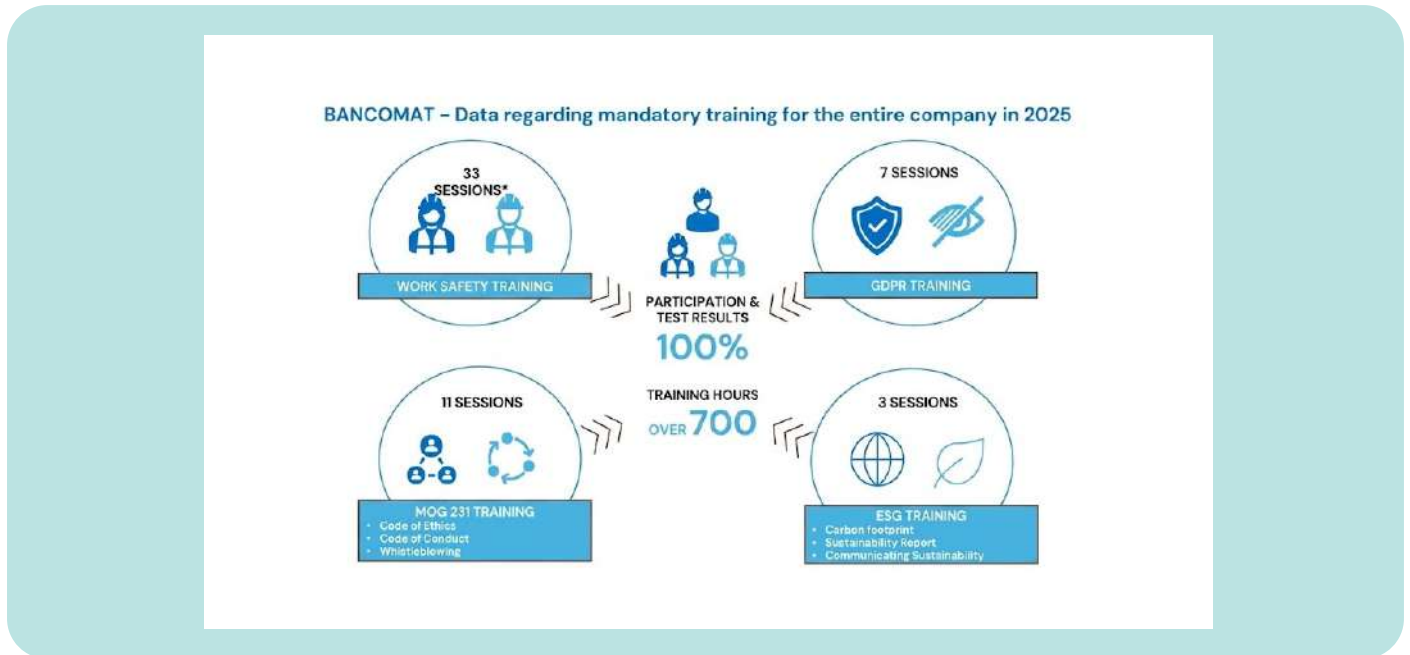 BANCOMAT – Data regarding mandatory training for the entire company in 2025
33
SESSIONS*
WORK SAFETY TRAINING
7 SESSIONS
GDPR TRAINING
PARTICIPATION &
TEST RESULTS
100%
TRAINING HOURS
OVER 700
11 SESSIONS
MOG 231 TRAINING
• Code of Ethics
• Code of Conduct
• Whistleblowing
3 SESSIONS
ESG TRAINING
• Carbon footprint
• Sustainability Report
• Communicating Sustainability